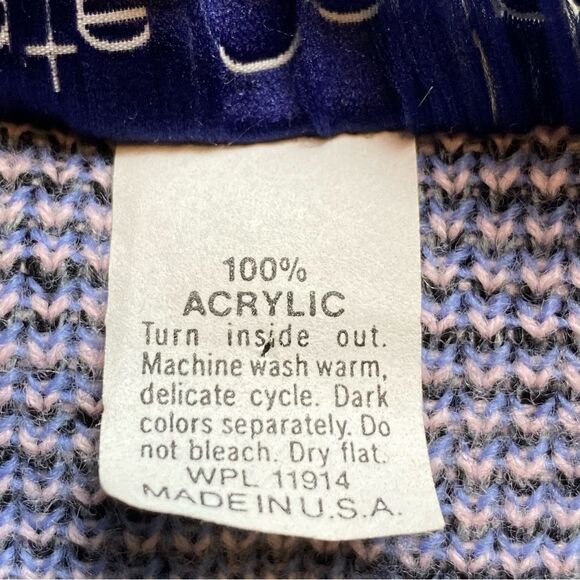 100%
ACRYLIC
Turn inside out.
Machine wash warm,
delicate cycle. Dark
colors separately. Do
not bleach. Dry flat.
WPL 11914
MADE IN U.S.A.